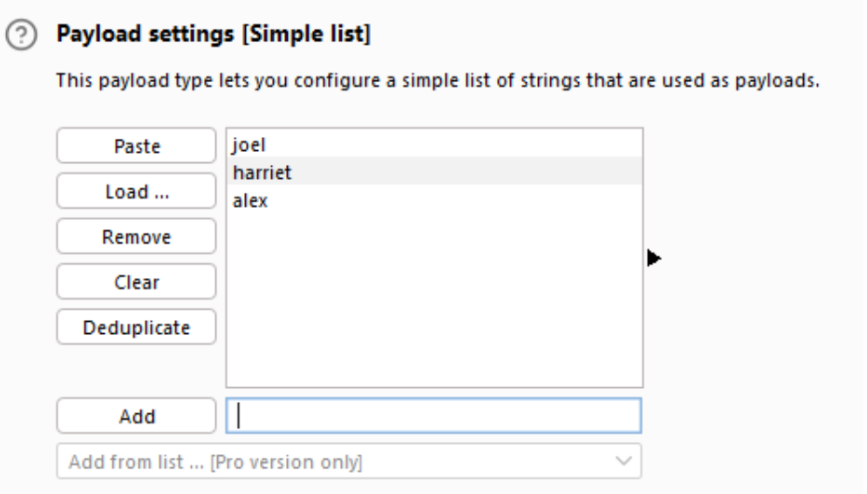 ?
Payload settings [Simple list]
This payload type lets you configure a simple list of strings that are used as payloads.
Paste
joel
Load ...
harriet
alex
Remove
Clear
Deduplicate
Add
Add from list ... [Pro version only]